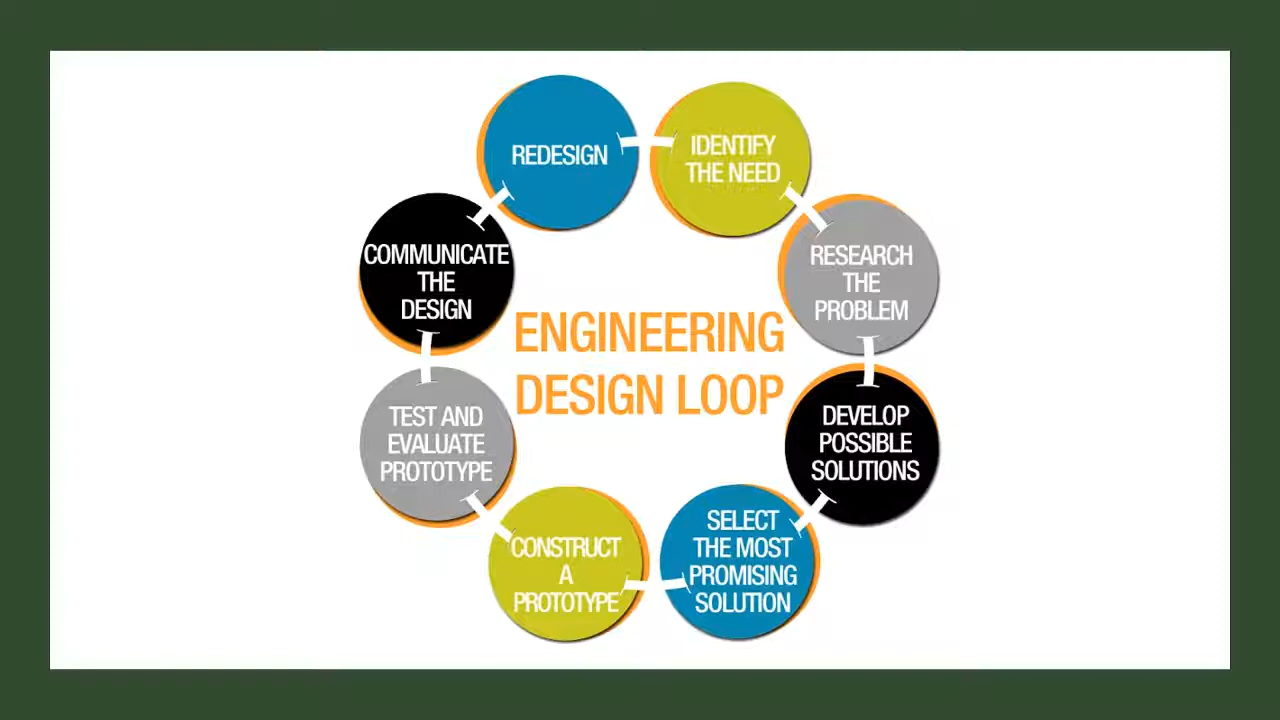 ENGINEERING
DESIGN LOOP
IDENTIFY
THE NEED
RESEARCH
THE
PROBLEM
DEVELOP
POSSIBLE
SOLUTIONS
SELECT
THE MOST
PROMISING
SOLUTION
CONSTRUCT
A
PROTOTYPE
TEST AND
EVALUATE
PROTOTYPE
COMMUNICATE
THE
DESIGN
REDESIGN